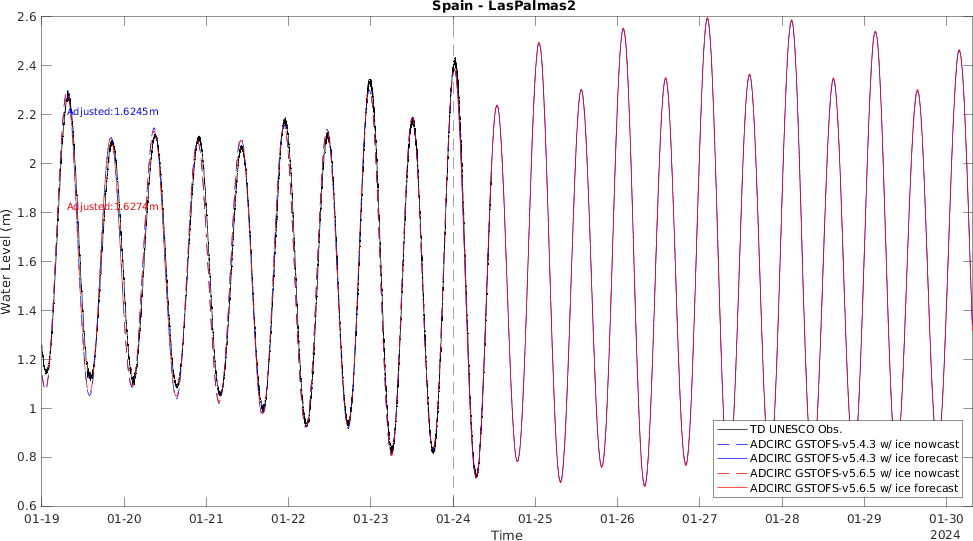 Spain - LasPalmas2
2.6
2.4
2.2
2
1.8
1.6
1.4
1.2
1
0.8
0.6
Water Level (m)
Adjusted:1.6245m
Adjusted:1.6274m
TD UNESCO Obs.
ADCIRC GSTOFS-v5.4.3 w/ ice nowcast
ADCIRC GSTOFS-v5.4.3 w/ ice forecast
ADCIRC GSTOFS-v5.6.5 w/ ice nowcast
ADCIRC GSTOFS-v5.6.5 w/ ice forecast
01-19 01-20 01-21 01-22 01-23 01-24 01-25 01-26 01-27 01-28 01-29 01-30
Time
2024